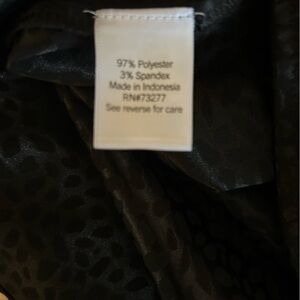 97% Polyester
3% Spandex
Made in Indonesia
RN#73277
See reverse for care